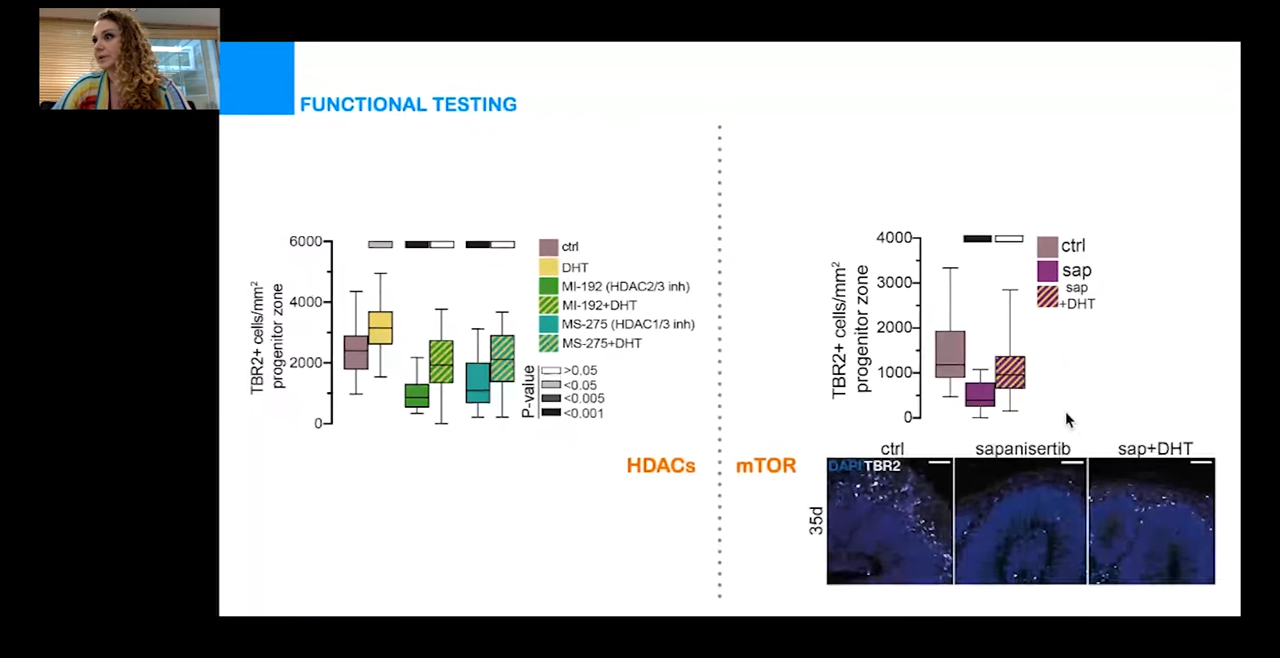 FUNCTIONAL TESTING
TBR2+ cells/mm2
progenitor zone
6000
4000
2000
0
ctrl
DHT
MI-192 (HDAC2/3 inh)
MI-192+DHT
MS-275 (HDAC1/3 inh)
MS-275+DHT
P-value
>0.05
<0.05
<0.005
<0.001
HDACs
mTOR
TBR2+ cells/mm2
progenitor zone
4000
3000
2000
1000
0
ctrl
sap
sap
+DHT
ctrl
sapanisertib
sap+DHT
DAPI TBR2
35d